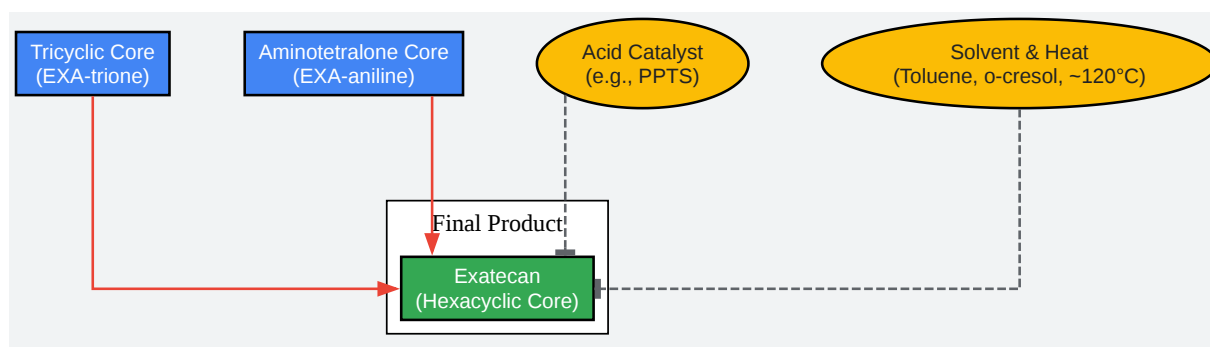 Tricyclic Core
(EXA-trione)
Aminotetralone Core
(EXA-aniline)
Acid Catalyst
(e.g., PPTS)
Solvent & Heat
(Toluene, o-cresol, ~120°C)
Final Product
Exatecan
(Hexacyclic Core)